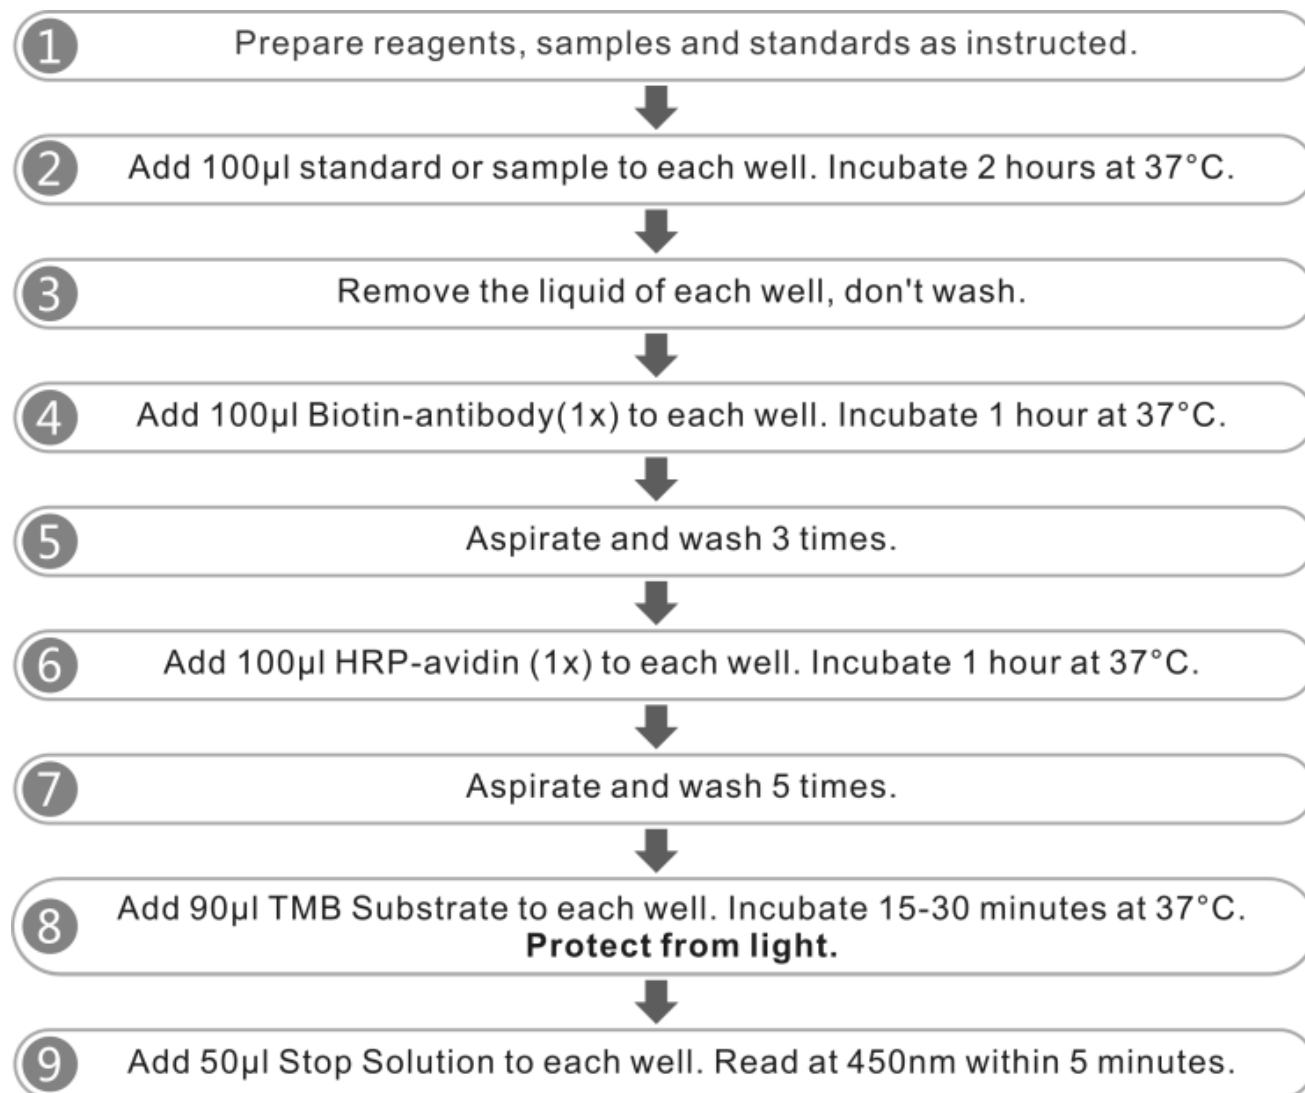 1 Prepare reagents, samples and standards as instructed.
2 Add 100µl standard or sample to each well. Incubate 2 hours at 37°C.
3 Remove the liquid of each well, don't wash.
4 Add 100µl Biotin-antibody(1x) to each well. Incubate 1 hour at 37°C.
5 Aspirate and wash 3 times.
6 Add 100µl HRP-avidin (1x) to each well. Incubate 1 hour at 37°C.
7 Aspirate and wash 5 times.
8 Add 90µl TMB Substrate to each well. Incubate 15-30 minutes at 37°C.
Protect from light.
9 Add 50µl Stop Solution to each well. Read at 450nm within 5 minutes.